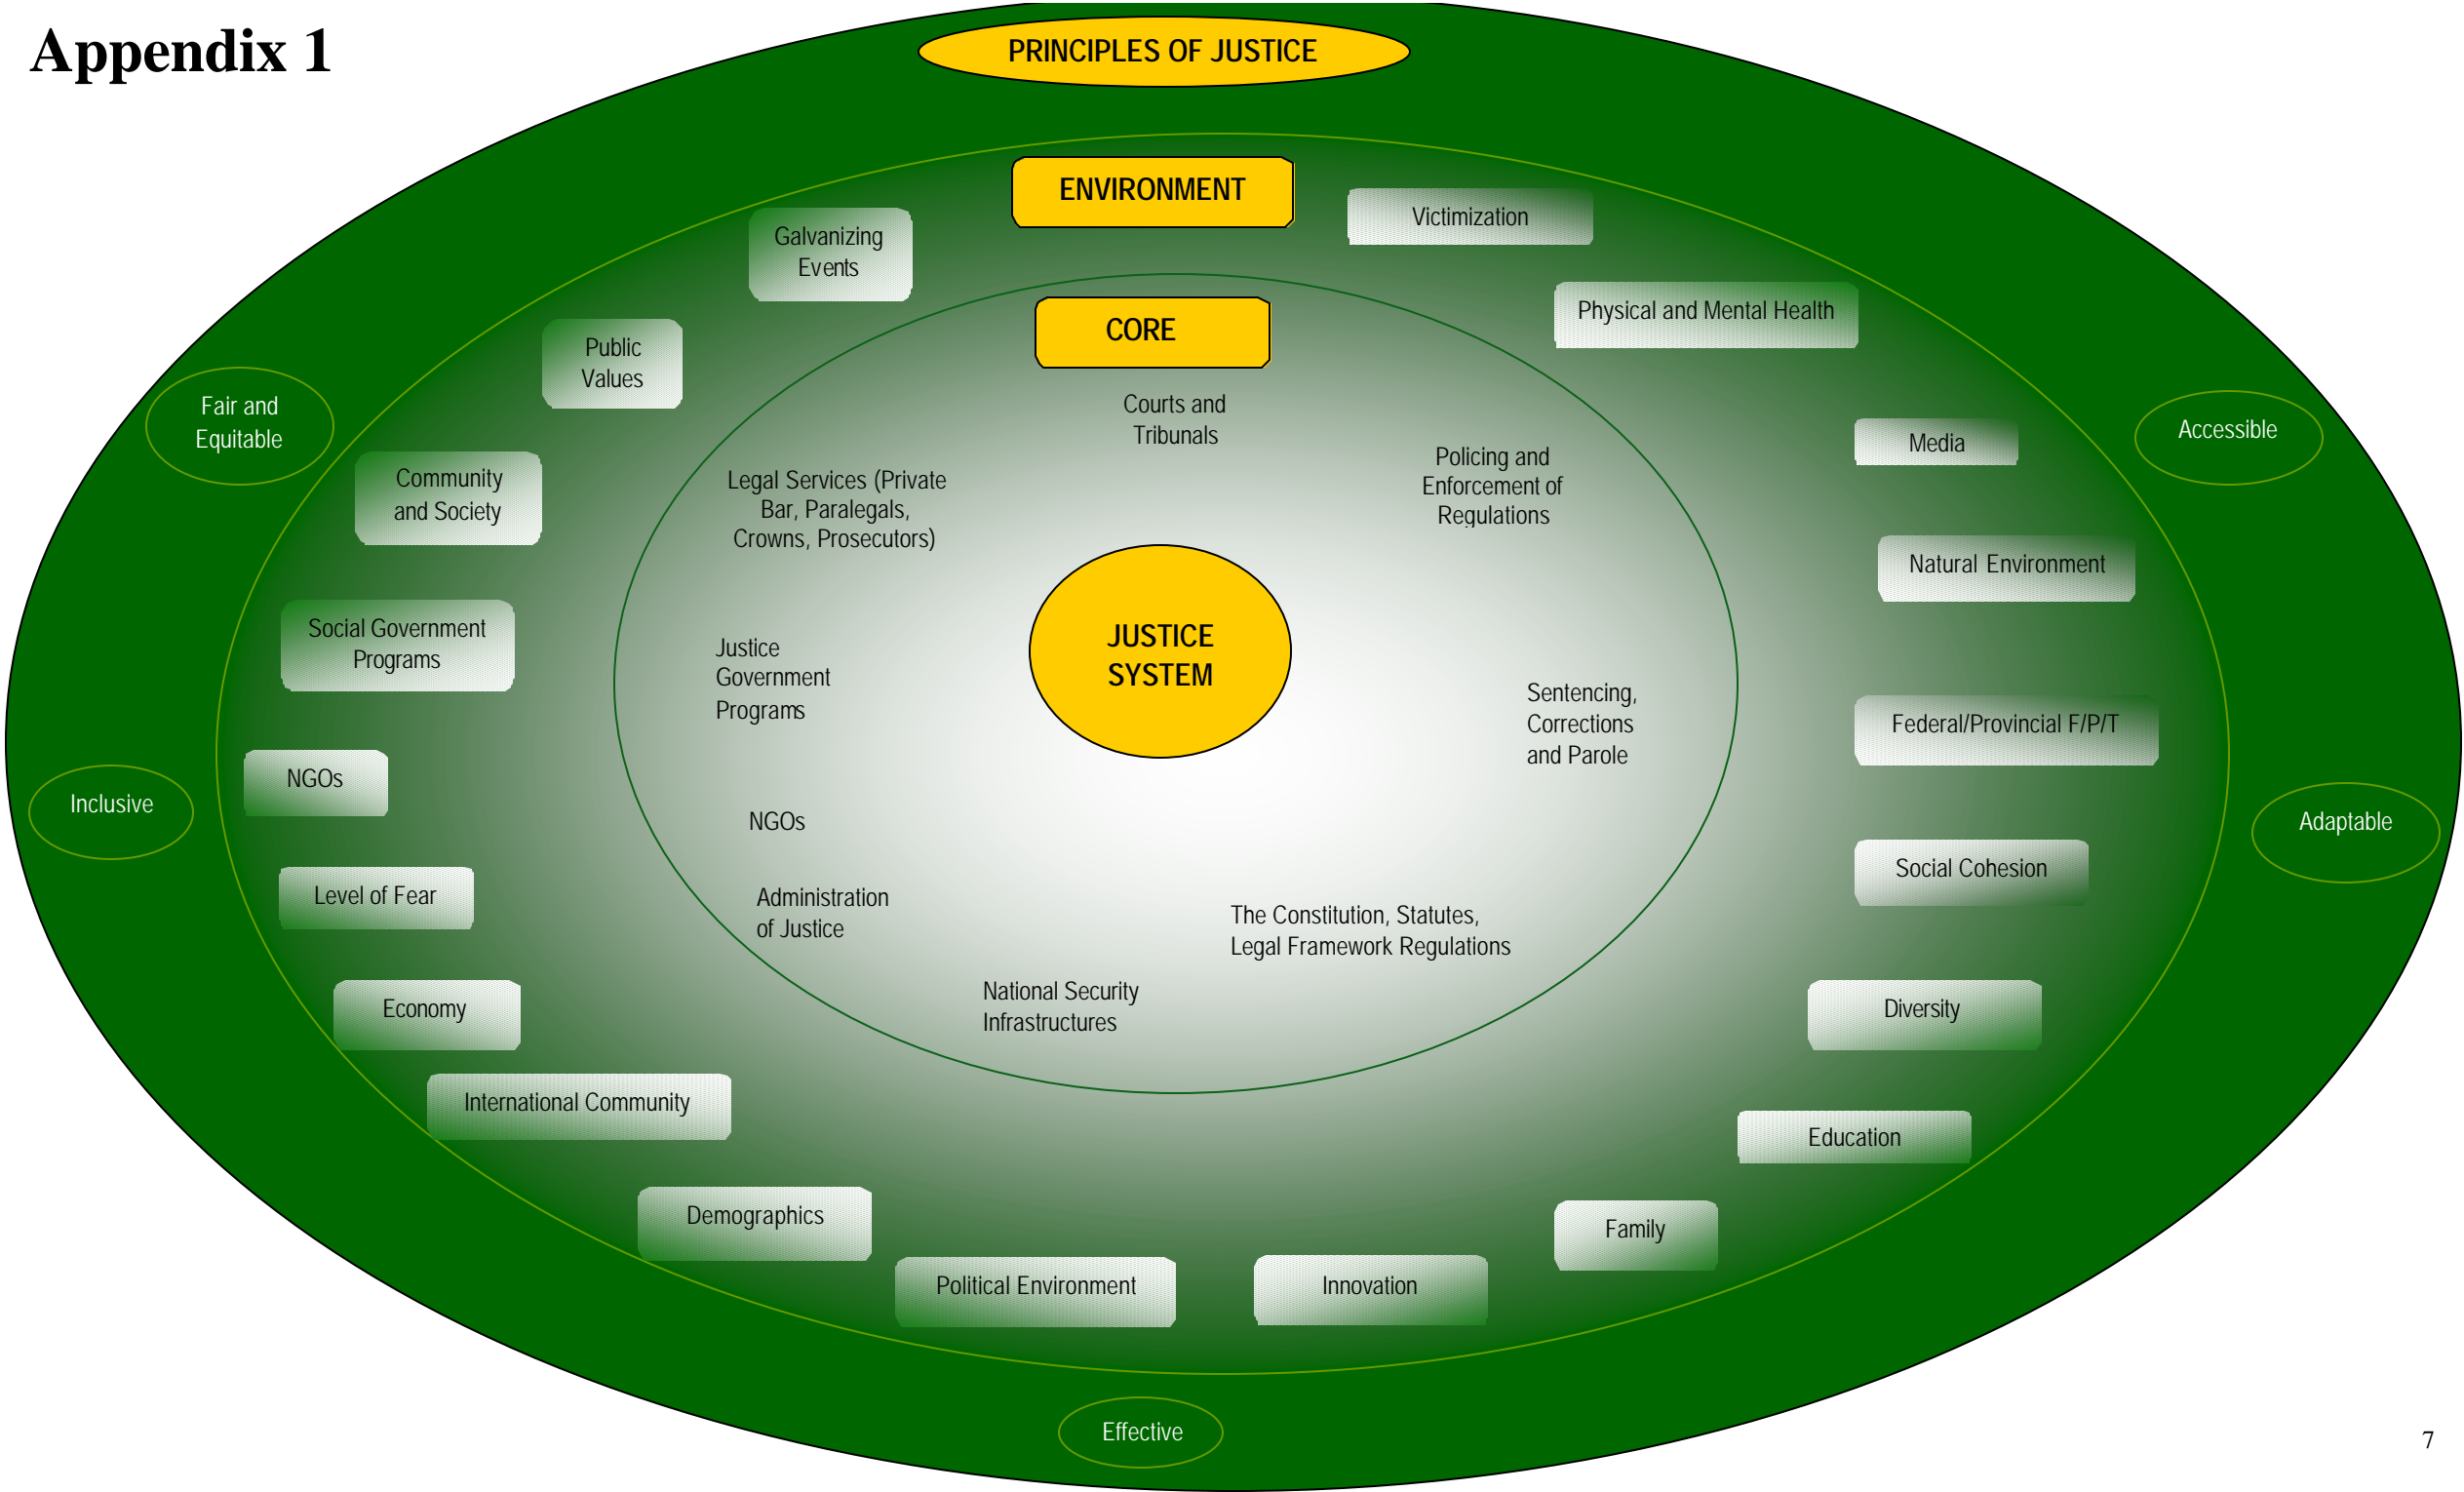 Appendix 1
PRINCIPLES OF JUSTICE
ENVIRONMENT
Victimization
Galvanizing
Events
Physical and Mental Health
CORE
Public
Values
Courts and
Tribunals
Fair and
Equitable
Accessible
Media
Policing and
Enforcement of
Regulations
Community
and Society
Legal Services (Private
Bar, Paralegals,
Crowns, Prosecutors)
Natural Environment
Social Government
Programs
JUSTICE
SYSTEM
Justice
Government
Programs
Sentencing,
Corrections
and Parole
Federal/Provincial F/P/T
NGOs
Inclusive
NGOs
Adaptable
Social Cohesion
Level of Fear
Administration
of Justice
The Constitution, Statutes,
Legal Framework Regulations
National Security
Infrastructures
Economy
Diversity
International Community
Education
Demographics
Family
Political Environment
Innovation
Effective
7